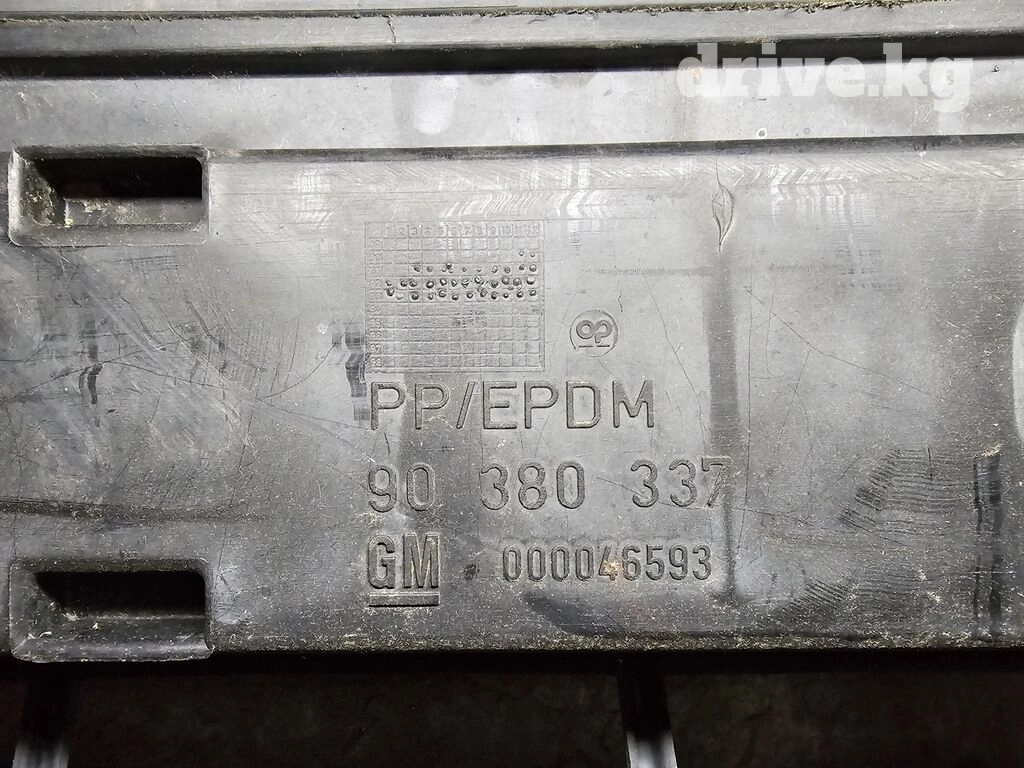 drive.kg
PP/EPDM
90 380 337
GM 000046593